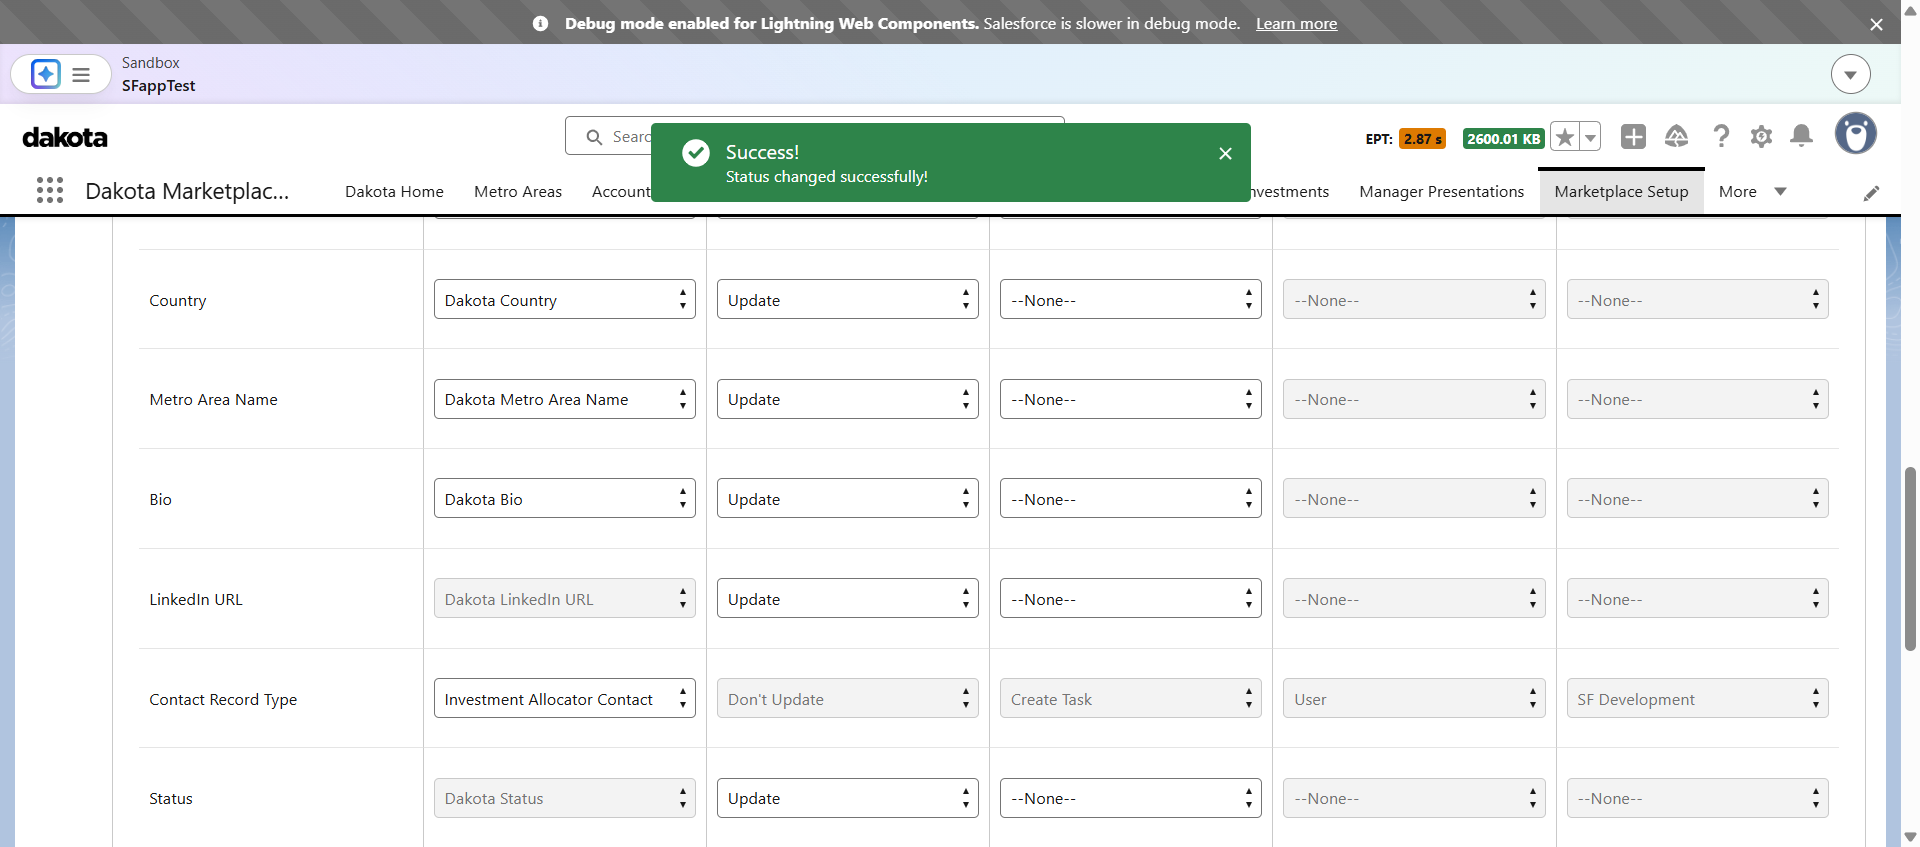 Debug mode enabled for Lightning Web Components. Salesforce is slower in debug mode. Learn more
Sandbox
SFappTest
dakota
Searc
EPT: 2.87 s 2600.01 KB
Success!
Status changed successfully!
Dakota Marketplac... Dakota Home Metro Areas Account nvestments Manager Presentations Marketplace Setup More
Country Dakota Country Update --None-- --None-- --None--
Metro Area Name Dakota Metro Area Name Update --None-- --None-- --None--
Bio Dakota Bio Update --None-- --None-- --None--
LinkedIn URL Dakota LinkedIn URL Update --None-- --None-- --None--
Contact Record Type Investment Allocator Contact Don't Update Create Task User SF Development
Status Dakota Status Update --None-- --None-- --None--